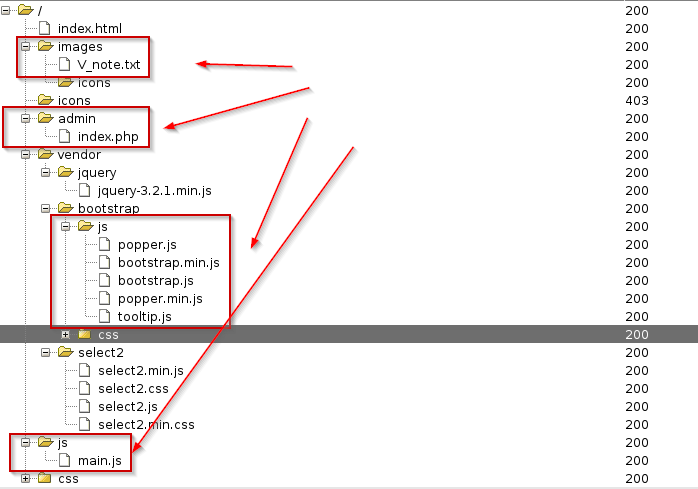 / 200
index.html 200
images 200
V_note.txt 200
icons 200
icons 403
admin 200
index.php 200
vendor 200
jquery 200
jquery-3.2.1.min.js 200
bootstrap 200
js 200
popper.js 200
bootstrap.min.js 200
bootstrap.js 200
popper.min.js 200
tooltip.js 200
css 200
select2 200
select2.min.js 200
select2.css 200
select2.js 200
select2.min.css 200
js 200
main.js 200
css 200